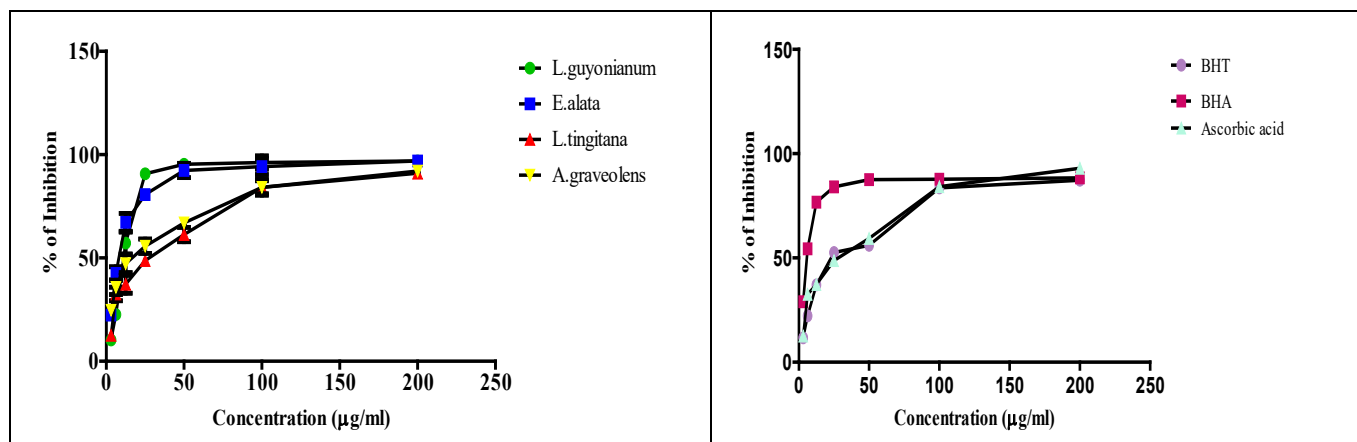 150
100
50
0
% of Inhibition
0 50 100 150 200 250
Concentration (µg/ml)
L.guyonianum
E.alata
L.tingitana
A.graveolens
150
100
50
0
% of Inhibition
0 50 100 150 200 250
Concentration (µg/ml)
BHT
BHA
Ascorbic acid